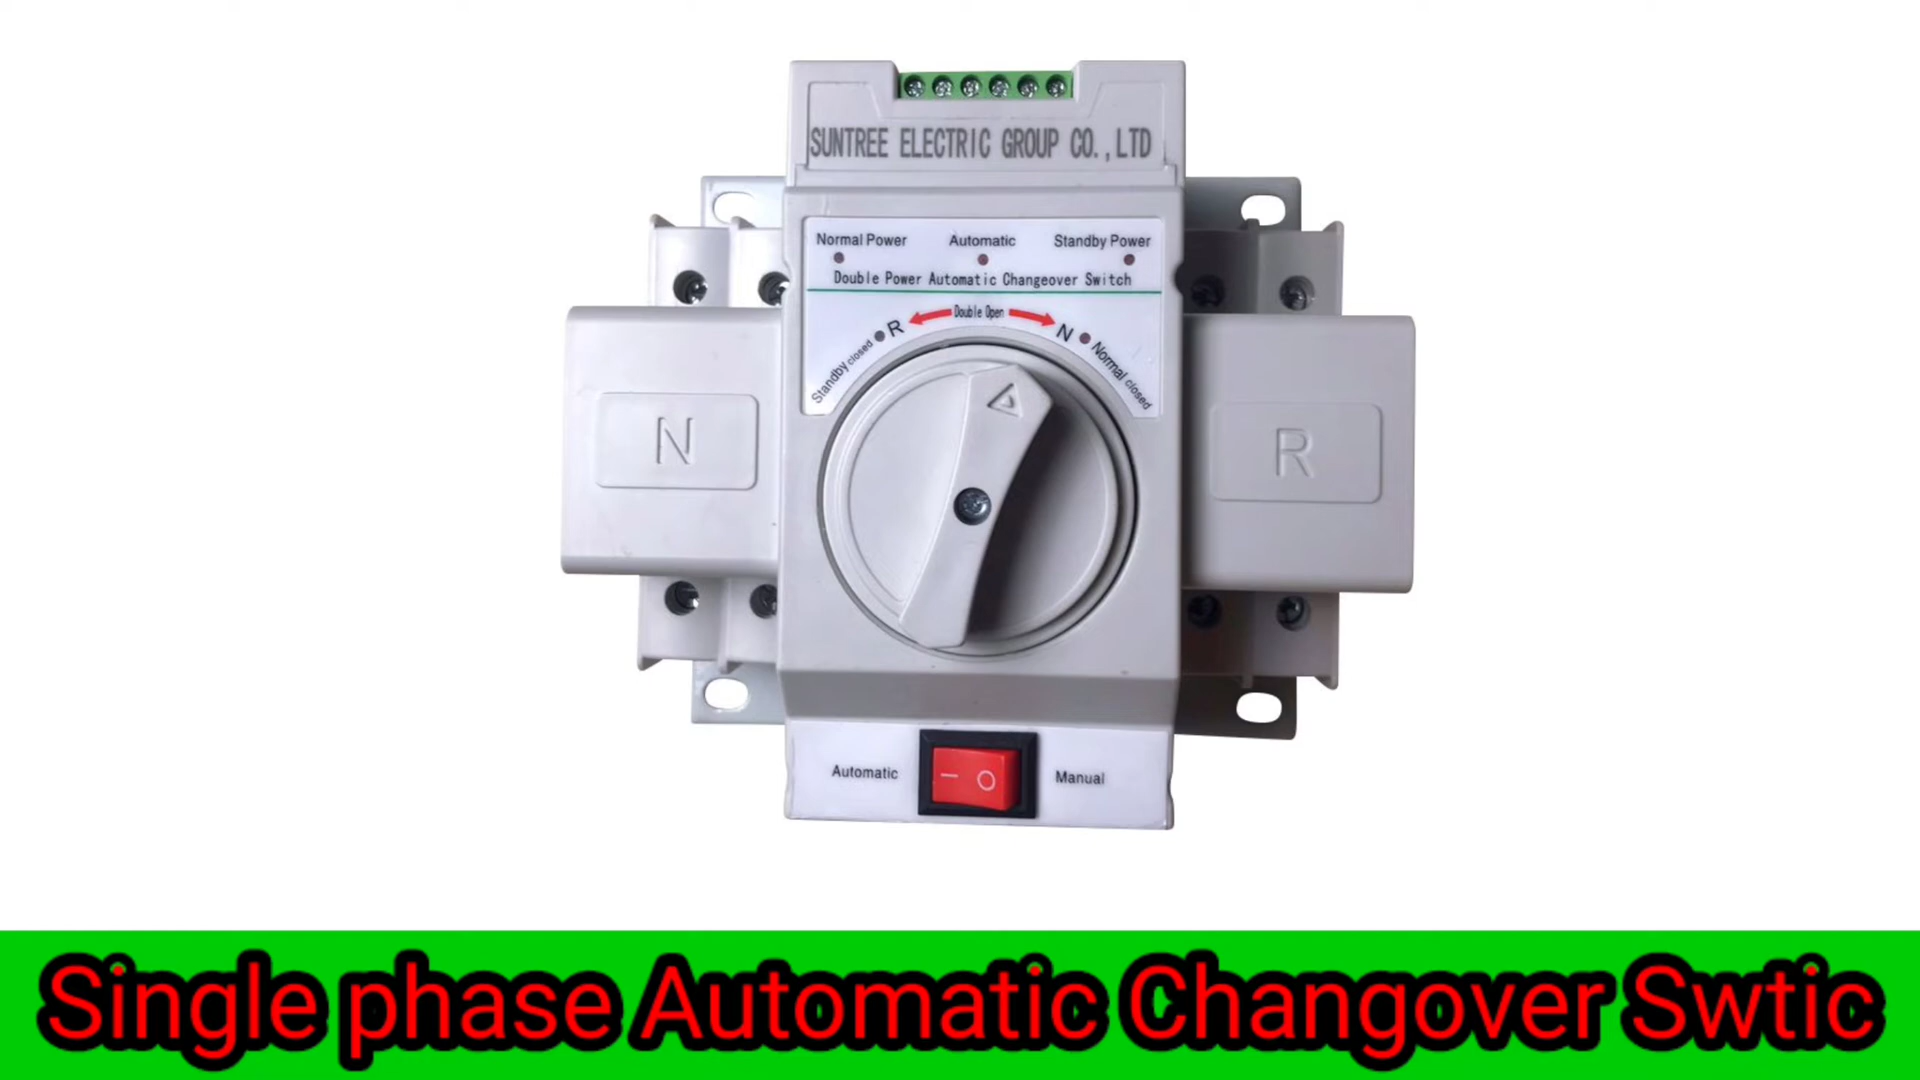 SUNTREE ELECTRIC GROUP CO.,LTD
Normal Power Automatic Standby Power
Double Power Automatic Changeover Switch
Standby closed R Double Open N Normal closed
N
R
Automatic — O Manual
Single phase Automatic Changover Swtic